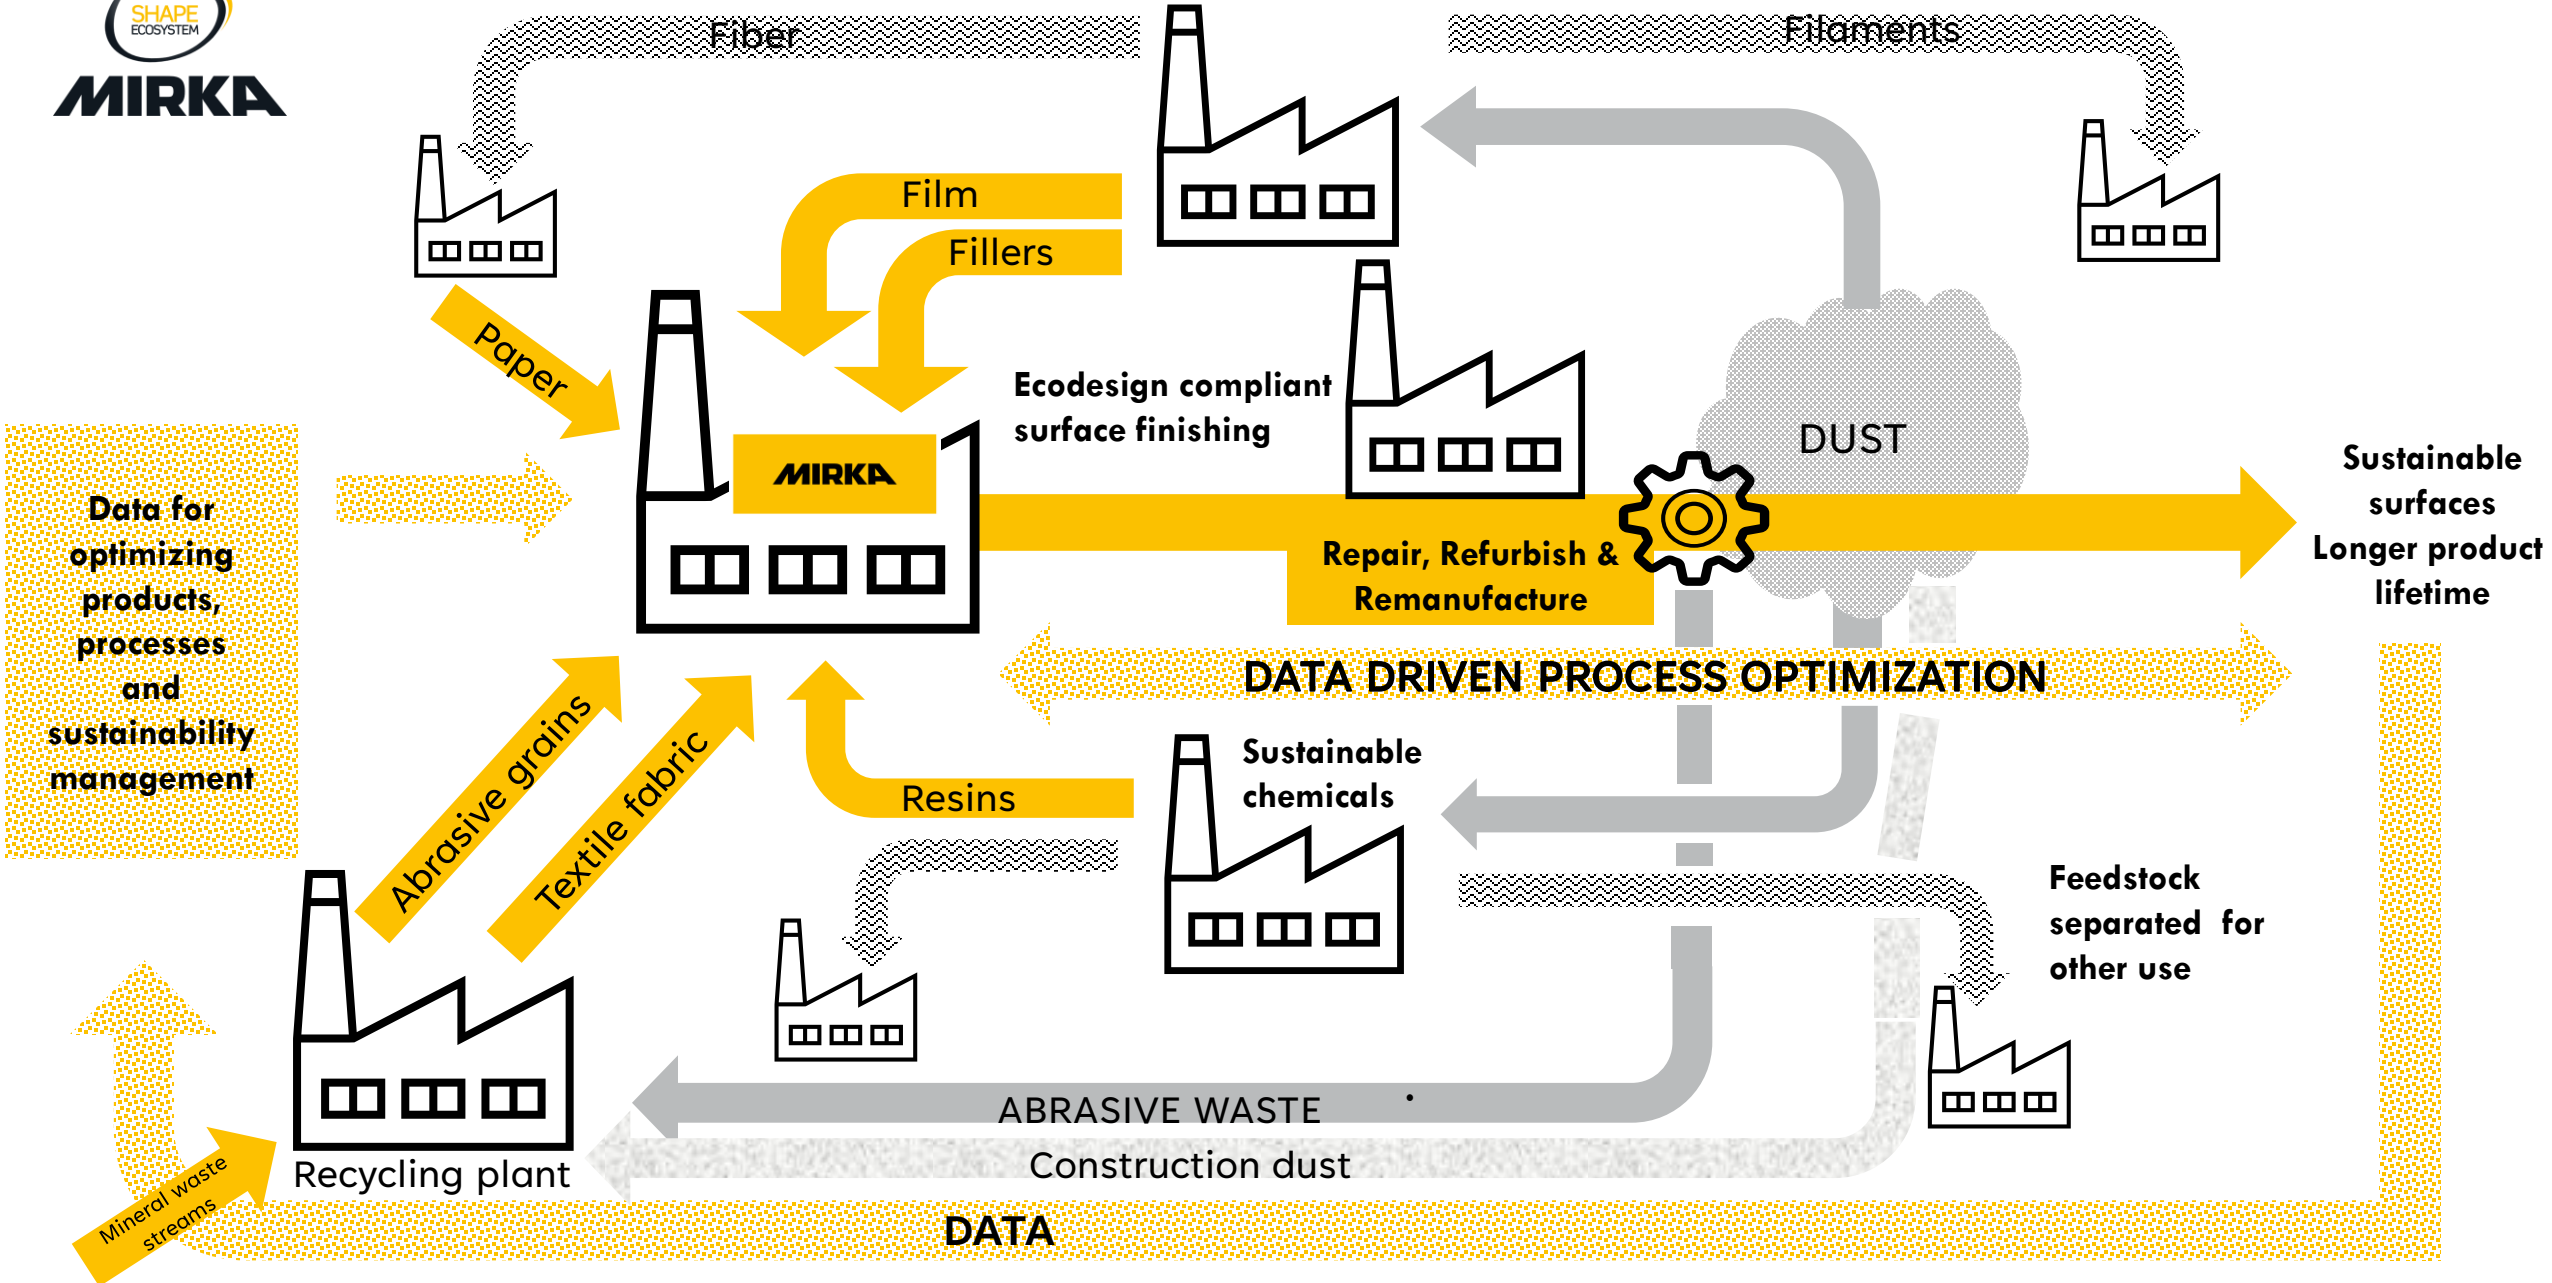 SHAPE
ECOSYSTEM
MIRKA
Fiber
Filaments
Film
Fillers
Paper
Ecodesign compliant
surface finishing
MIRKA
DUST
Sustainable
surfaces
Longer product
lifetime
Data for
optimizing
products,
processes
and
sustainability
management
Repair, Refurbish &
Remanufacture
DATA DRIVEN PROCESS OPTIMIZATION
Abrasive grains
Textile fabric
Resins
Sustainable
chemicals
Feedstock
separated for
other use
ABRASIVE WASTE
Construction dust
Recycling plant
Mineral waste
streams
DATA